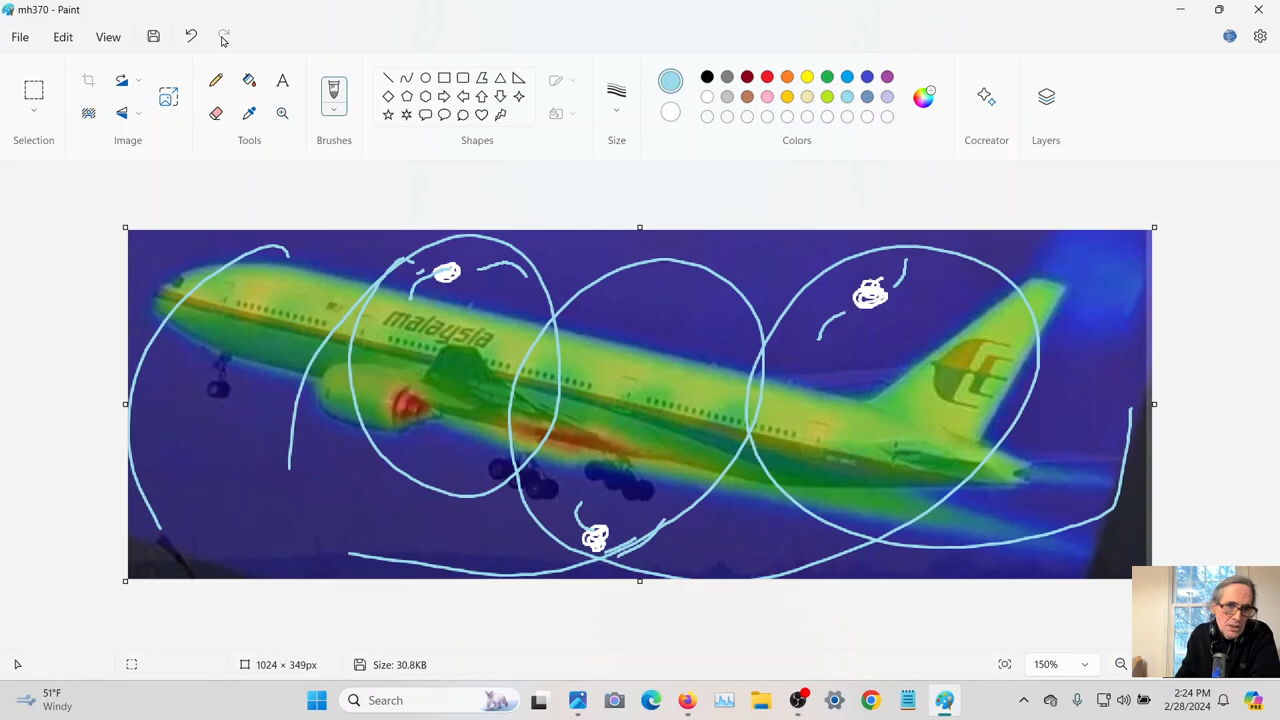 mh370 - Paint
File
Edit
View
Selection
Image
Tools
Brushes
Shapes
Size
Colors
Cocreator
Layers
malaysia
1024 × 349px
Size: 30.8KB
150%
51°F
Windy
Search
2:24 PM
2/28/2024
PRE